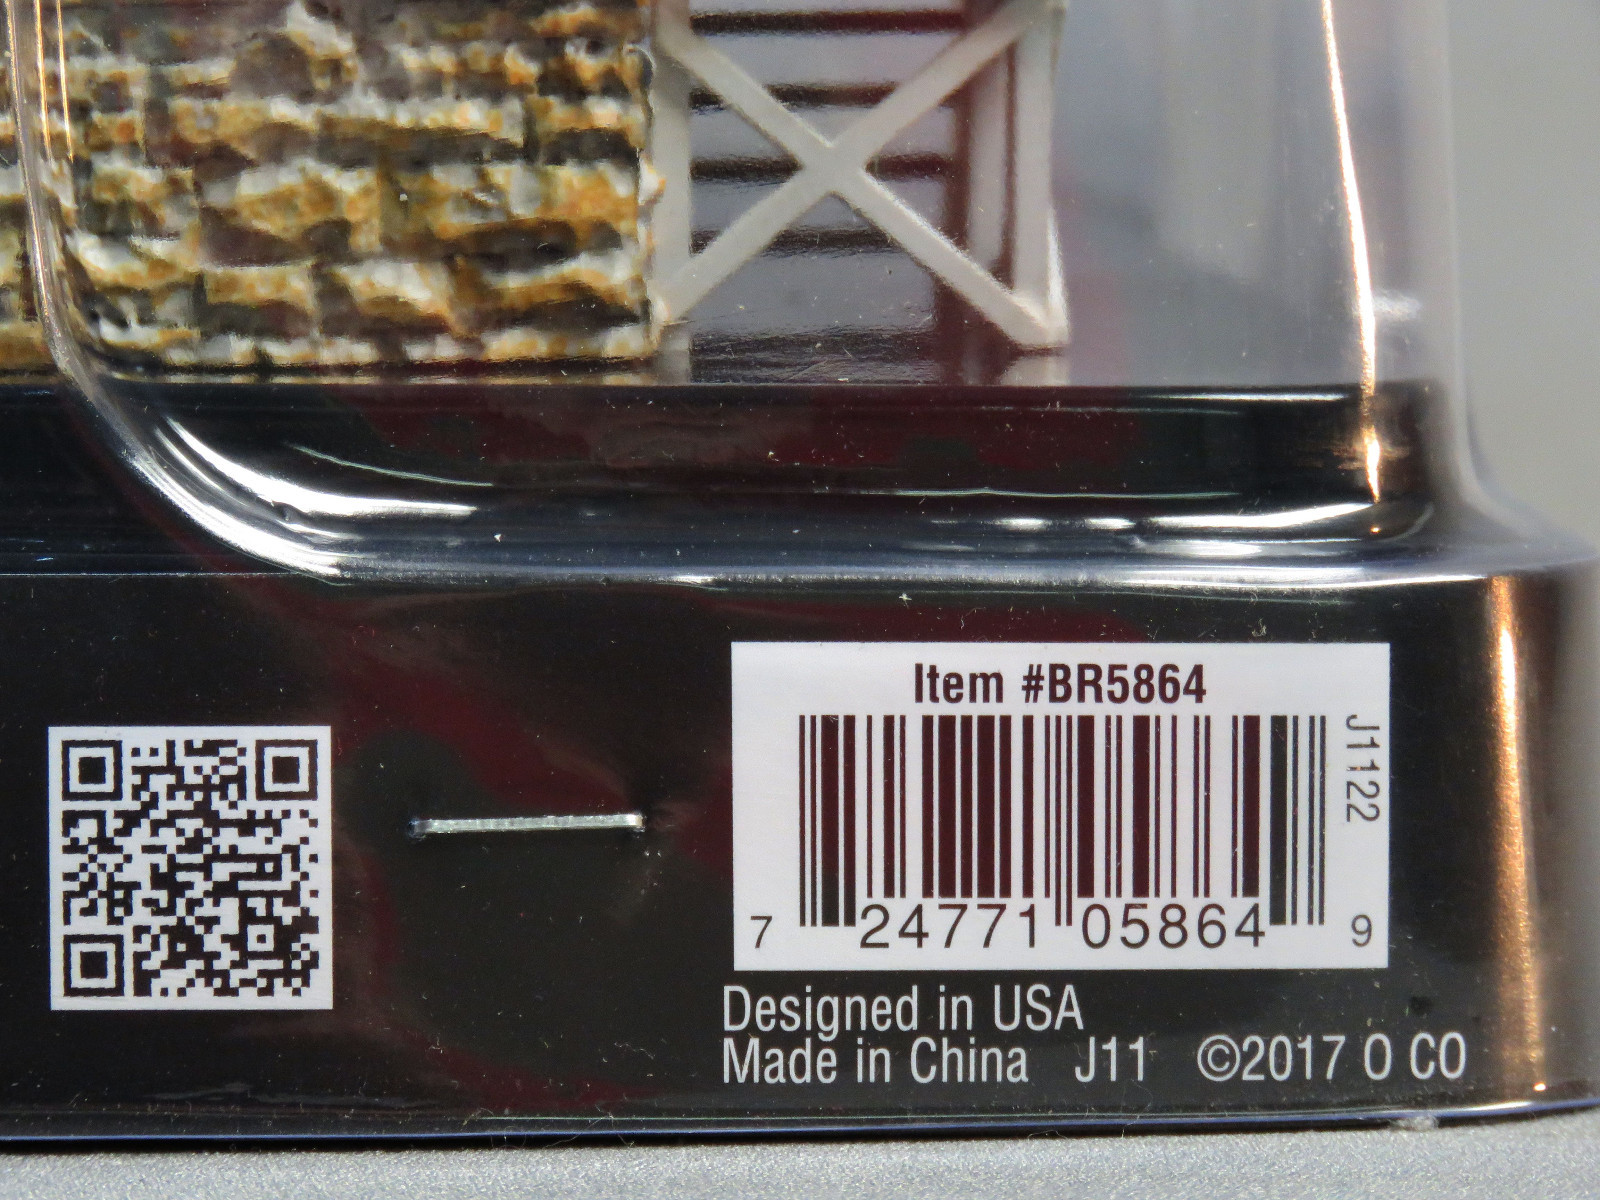 Item #BR5864
J1122
7 24771 05864 9
Designed in USA
Made in China J11 ©2017 O CO